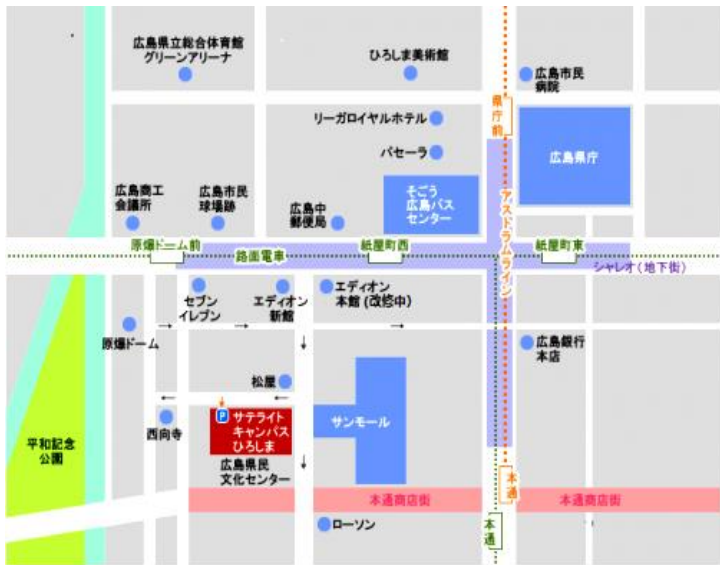 広島県立総合体育館
グリーンアリーナ
ひろしま美術館
広島市民
病院
リーガロイヤルホテル
県庁前
パセーラ
広島県庁
広島商工
会議所
広島市民
球場跡
広島中
郵便局
そごう
広島バス
センター
アストラムライン
原爆ドーム前
路面電車
紙屋町西
紙屋町東
シャレオ(地下街)
セブン
イレブン
エディオン
新館
エディオン
本館(改修中)
原爆ドーム
広島銀行
本店
松屋
P
サテライト
キャンパス
ひろしま
サンモール
西向寺
平和記念
公園
広島県民
文化センター
本通
本通商店街
本通商店街
ローソン
本通